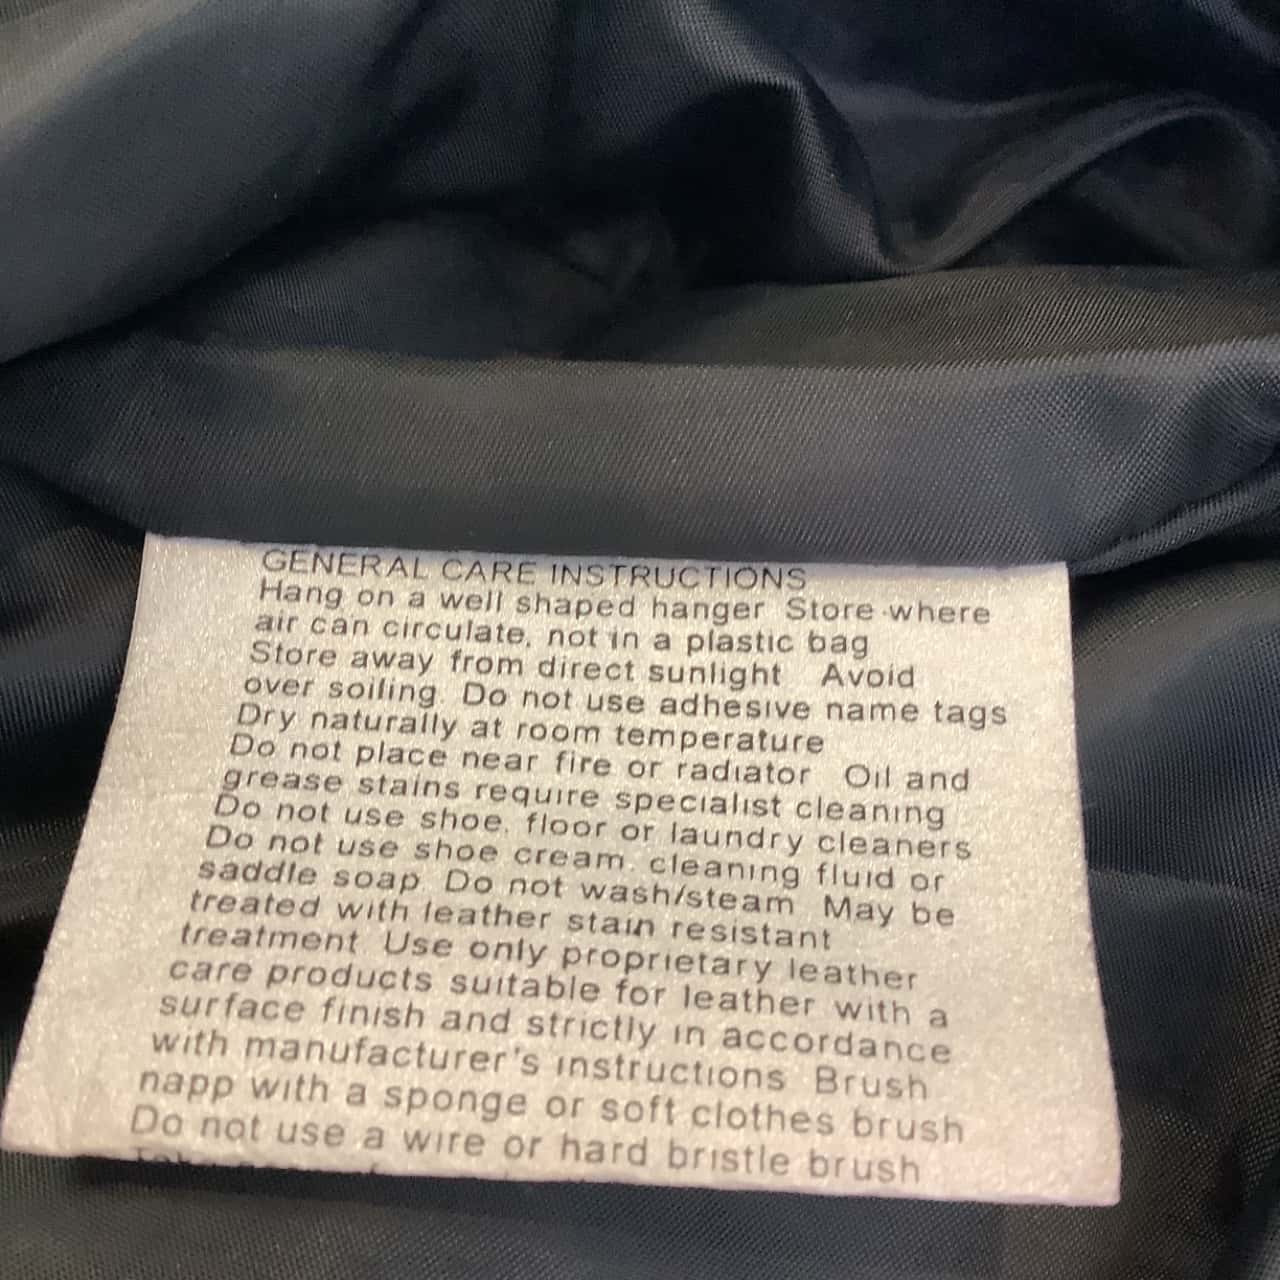 GENERAL CARE INSTRUCTIONS
Hang on a well shaped hanger Store where
air can circulate, not in a plastic bag
Store away from direct sunlight Avoid
over soiling. Do not use adhesive name tags
Dry naturally at room temperature
Do not place near fire or radiator Oil and
grease stains require specialist cleaning
Do not use shoe, floor or laundry cleaners
Do not use shoe cream, cleaning fluid or
saddle soap. Do not wash/steam May be
treated with leather stain resistant
treatment. Use only proprietary leather
care products suitable for leather with a
surface finish and strictly in accordance
with manufacturer's instructions Brush
napp with a sponge or soft clothes brush
Do not use a wire or hard bristle brush